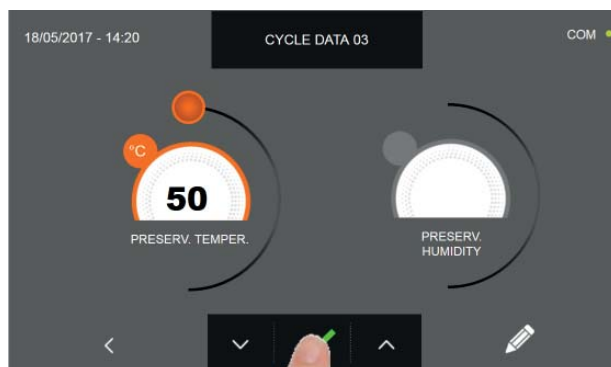 18/05/2017 - 14:20
CYCLE DATA 03
COM
°C
50
PRESERV. TEMPER.
PRESERV.
HUMIDITY